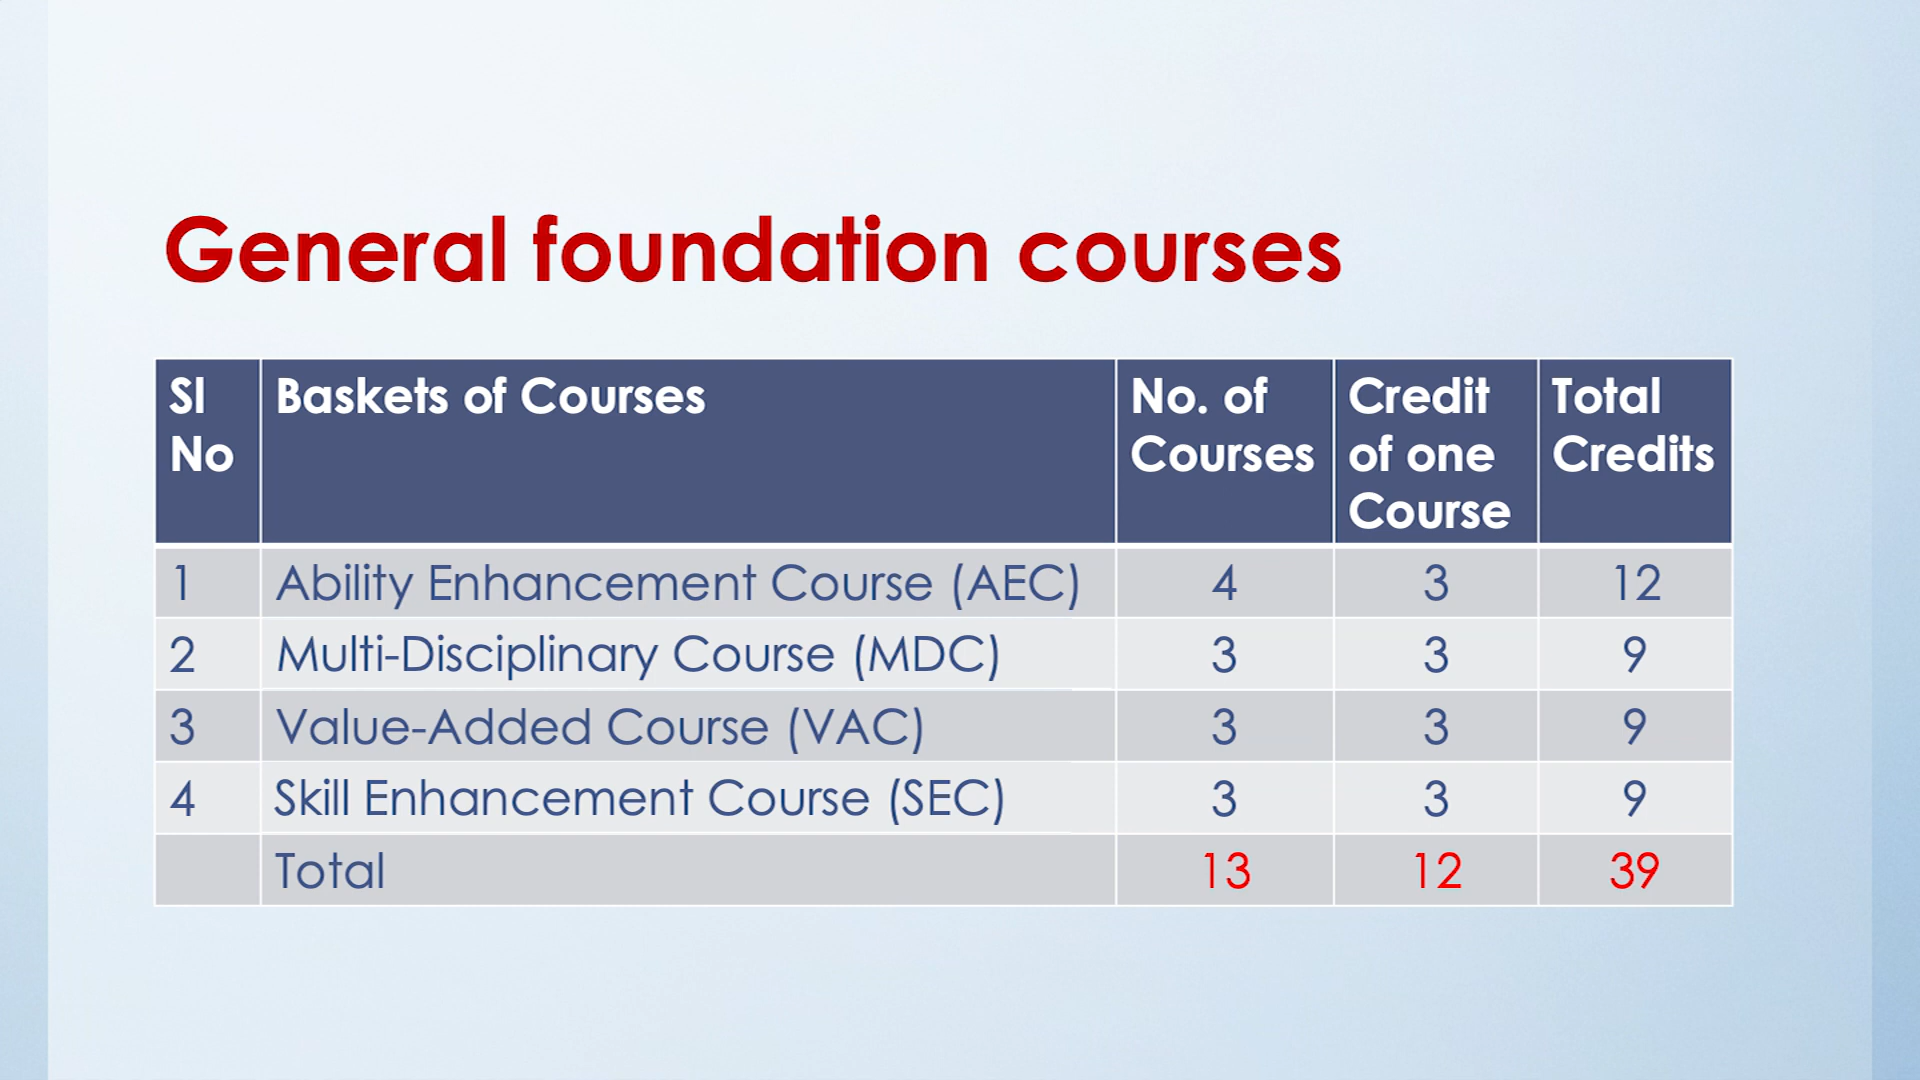 General foundation courses
Sl No | Baskets of Courses | No. of Courses | Credit of one Course | Total Credits
1 | Ability Enhancement Course (AEC) | 4 | 3 | 12
2 | Multi-Disciplinary Course (MDC) | 3 | 3 | 9
3 | Value-Added Course (VAC) | 3 | 3 | 9
4 | Skill Enhancement Course (SEC) | 3 | 3 | 9
Total | 13 | 12 | 39